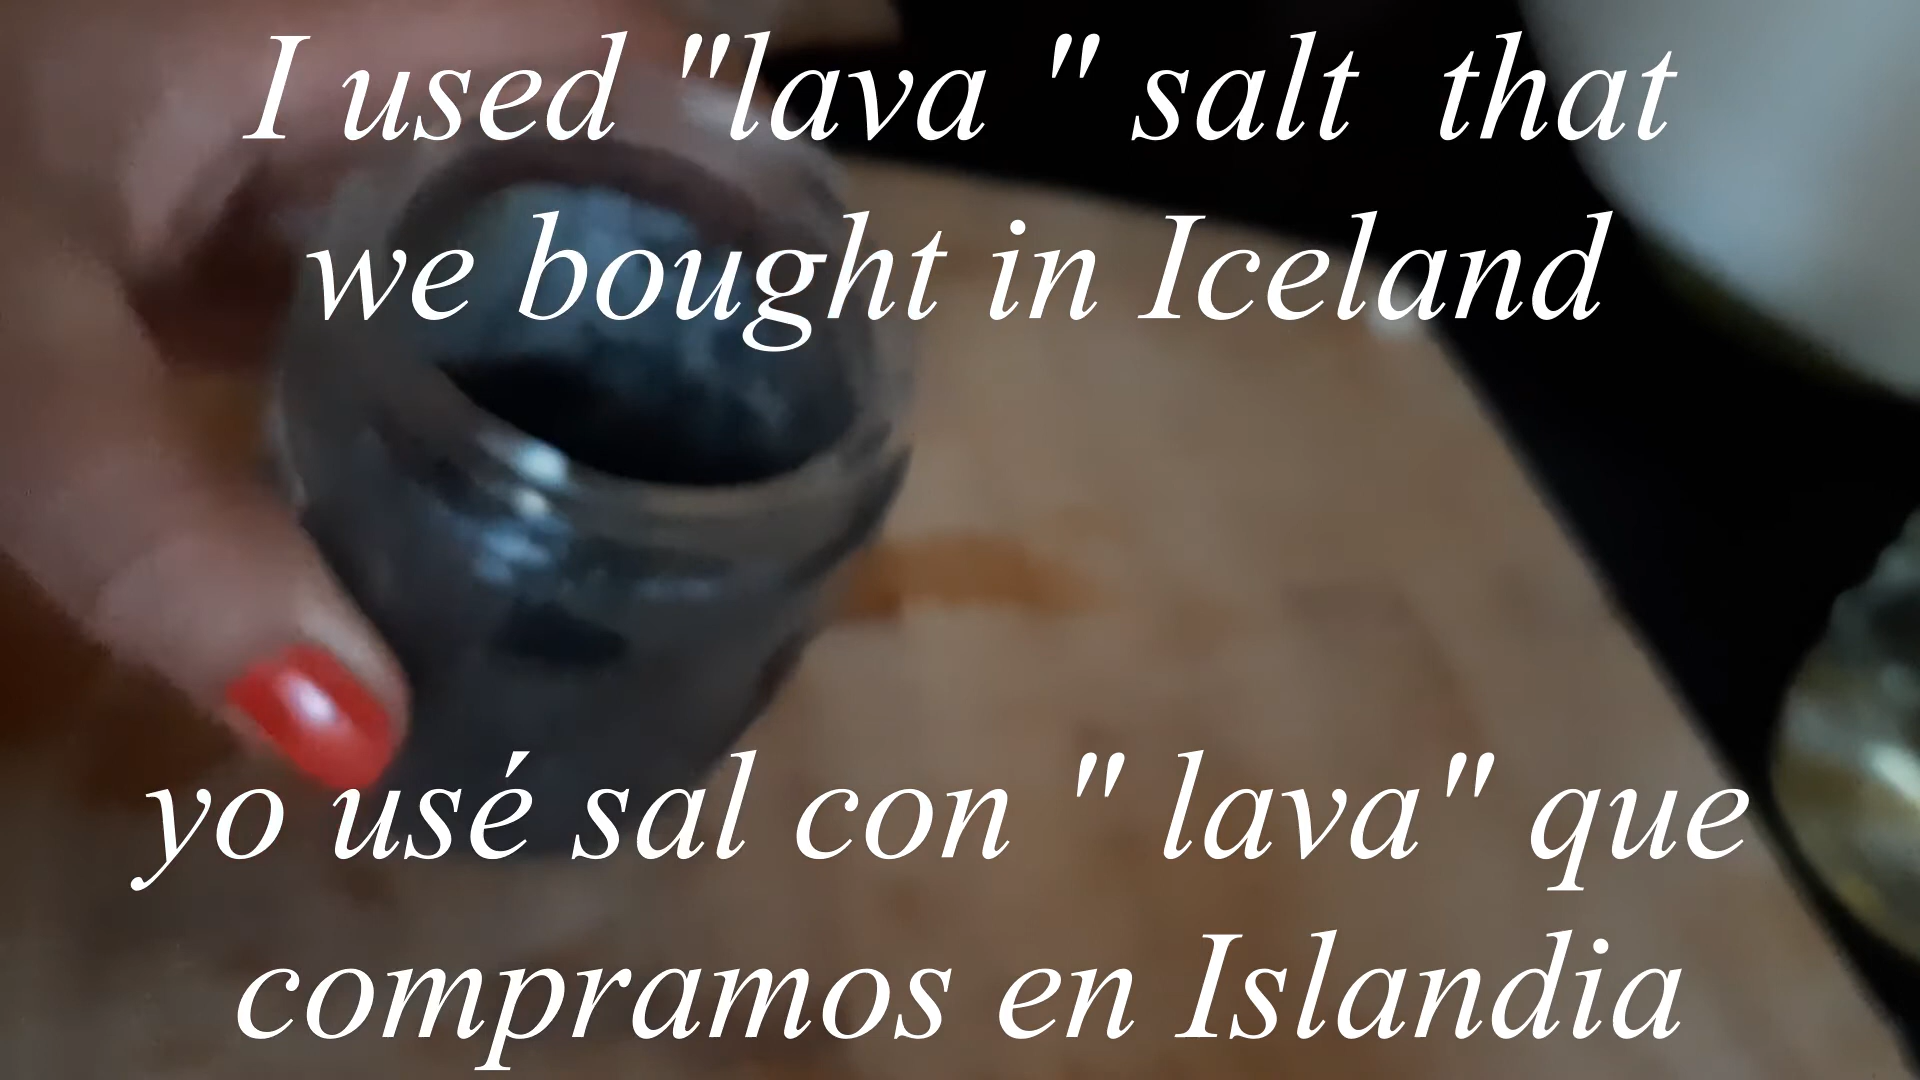 I used "lava " salt  that
we bought in Iceland
yo usé sal con " lava" que
compramos en Islandia